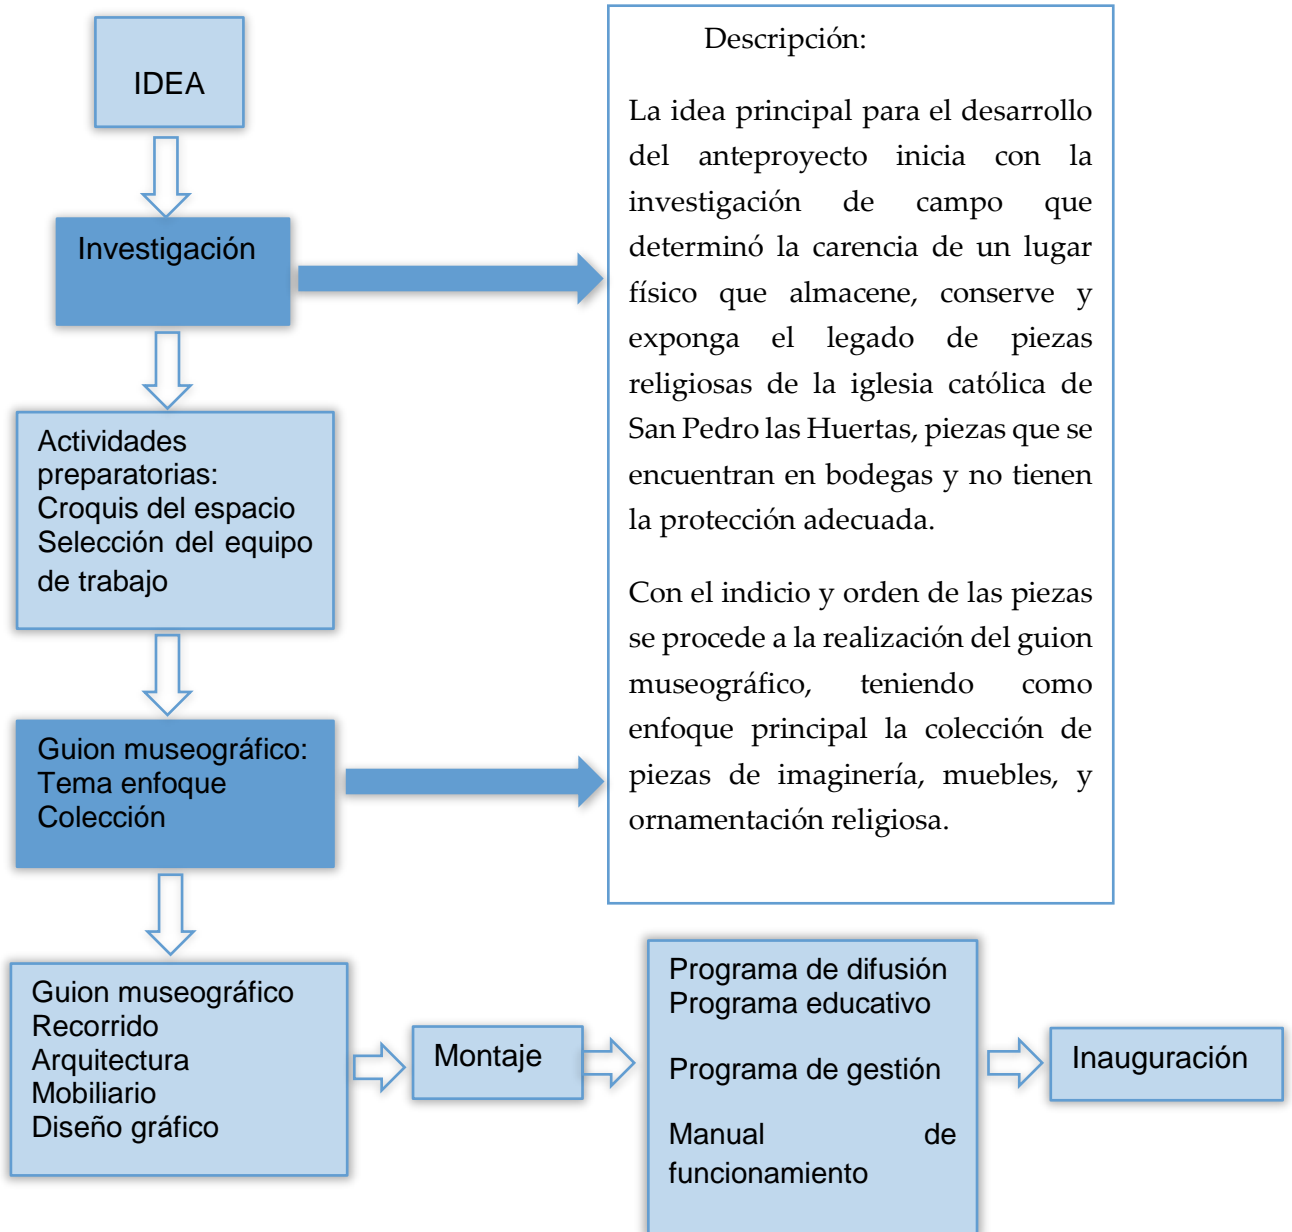 IDEA
Investigación
Actividades
preparatorias:
Croquis del espacio
Selección del equipo
de trabajo
Guion museográfico:
Tema enfoque
Colección
Descripción:
La idea principal para el desarrollo
del anteproyecto inicia con la
investigación de campo que
determinó la carencia de un lugar
físico que almacene, conserve y
exponga el legado de piezas
religiosas de la iglesia católica de
San Pedro las Huertas, piezas que se
encuentran en bodegas y no tienen
la protección adecuada.
Con el indicio y orden de las piezas
se procede a la realización del guion
museográfico, teniendo como
enfoque principal la colección de
piezas de imaginería, muebles, y
ornamentación religiosa.
Guion museográfico
Recorrido
Arquitectura
Mobiliario
Diseño gráfico
Montaje
Programa de difusión
Programa educativo
Programa de gestión
Manual de
funcionamiento
Inauguración